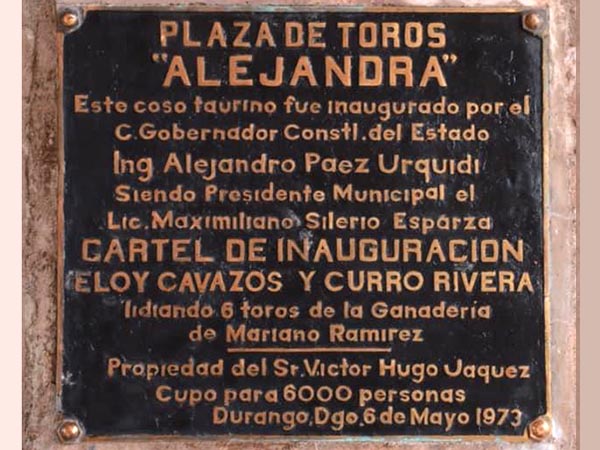 PLAZA DE TOROS
"ALEJANDRA"
Este coso taurino fue inaugurado por el
C. Gobernador Constl. del Estado
Ing Alejandro Paez Urquidi
Siendo Presidente Municipal el
Lic. Maximiliano Silerio Esparza
CARTEL DE INAUGURACION
ELOY CAVAZOS Y CURRO RIVERA
lidiando 6 toros de la Ganadería
de Mariano Ramirez
Propiedad del Sr. Victor Hugo Jaquez
Cupo para 6000 personas
Durango, Dgo. 6 de Mayo 1973